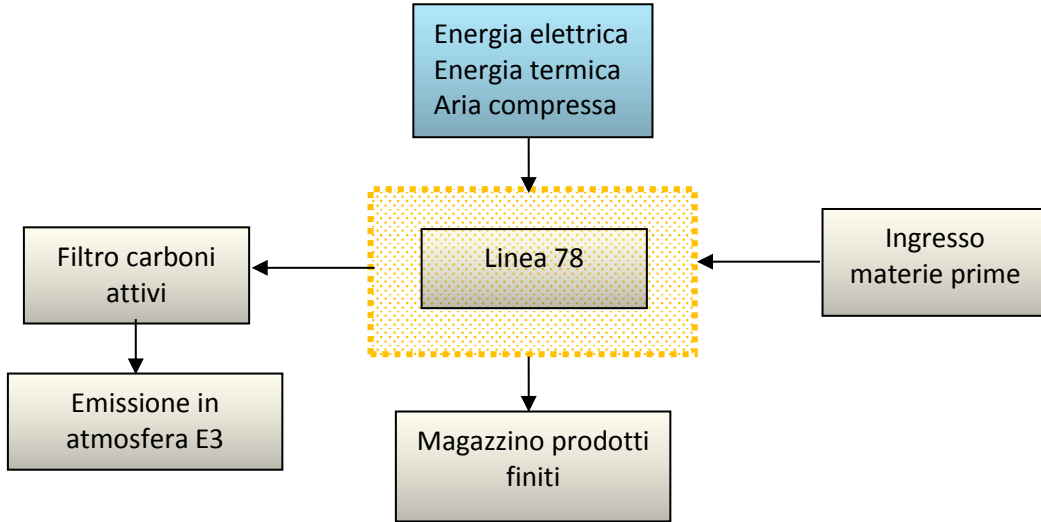 Energia elettrica
Energia termica
Aria compressa
Filtro carboni
attivi
Linea 78
Ingresso
materie prime
Emissione in
atmosfera E3
Magazzino prodotti
finiti